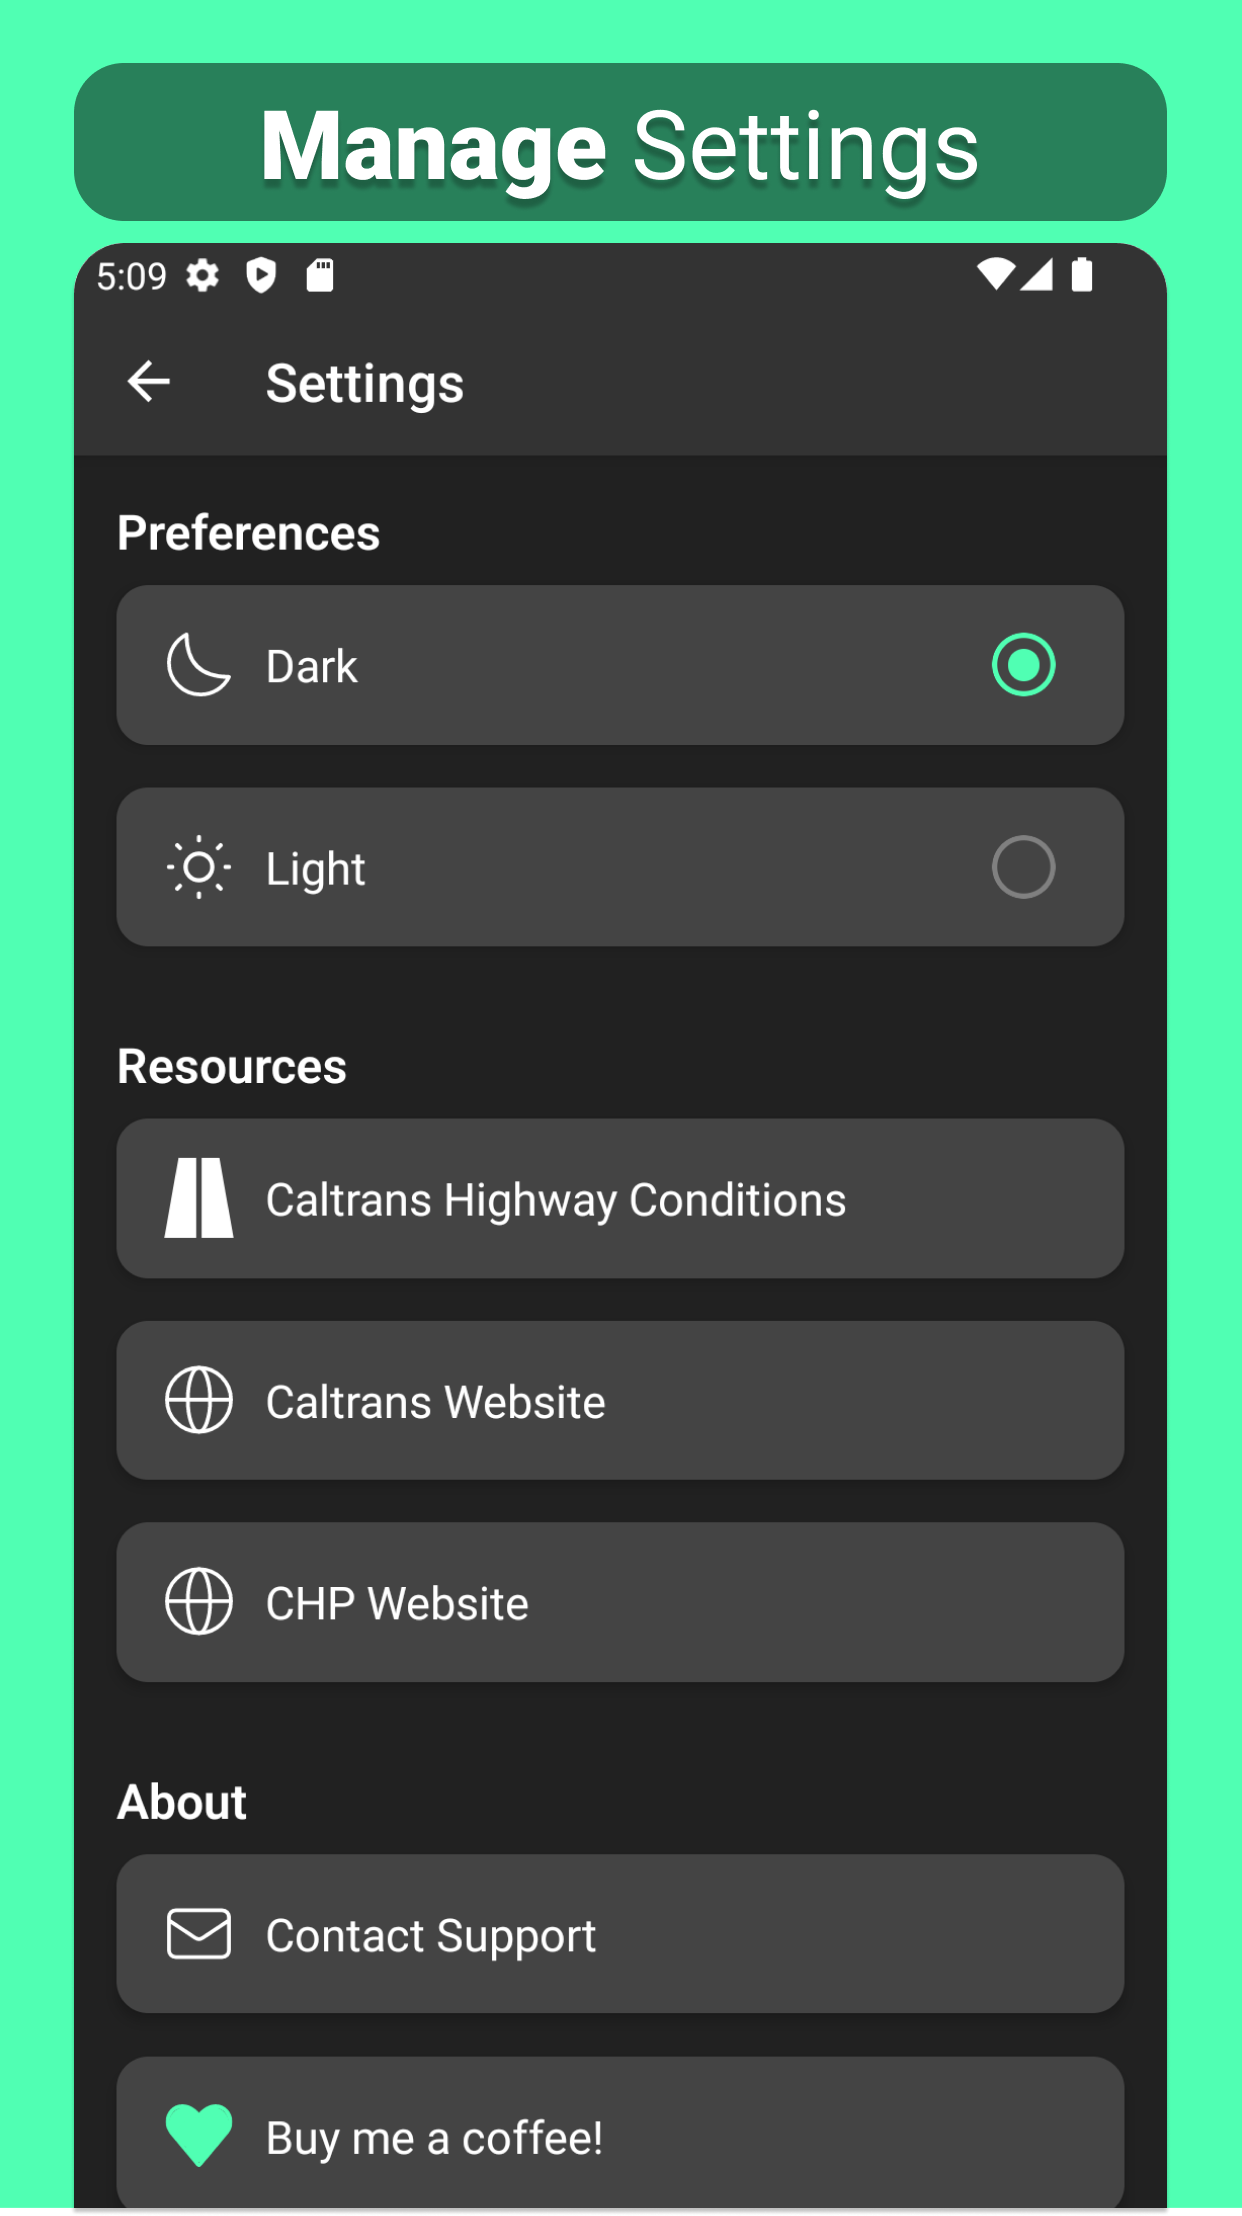 Manage Settings
5:09
Settings
Preferences
Dark
Light
Resources
Caltrans Highway Conditions
Caltrans Website
CHP Website
About
Contact Support
Buy me a coffee!